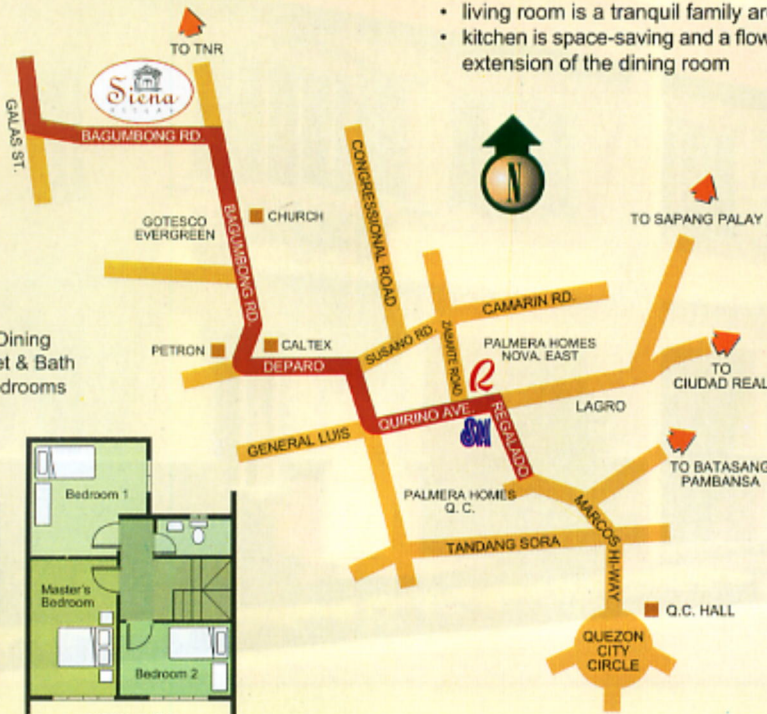 • living room is a tranquil family
• kitchen is space-saving and a
extension of the dining room
TO TNR
Siena
GALAS ST.
BAGUMBONG RD.
CONGRESSIONAL ROAD
N
CHURCH
BAGUMBONG RD.
GOTESCO
EVERGREEN
TO SAPANG PALAY
CAMARIN RD.
Dining
& Bath
PETRON
CALTEX
DEPARO
SUSANO RD.
ZABARTE ROAD
PALMERA HOMES
NOVA. EAST
R
TO
CIUDAD REAL
QUIRINO AVE.
SM
REGALADO
LAGRO
GENERAL LUIS
TO BATASANG
PAMBANSA
PALMERA HOMES
Q. C.
MARCOS HI-WAY
TANDANG SORA
Bedroom 1
Master's
Bedroom
Bedroom 2
Q.C. HALL
QUEZON
CITY
CIRCLE